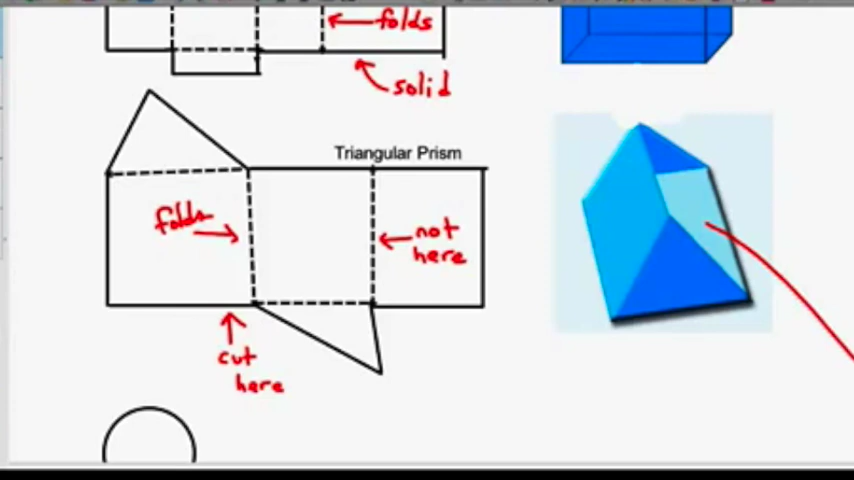 folds
solid
Triangular Prism
folds
not
here
cut
here